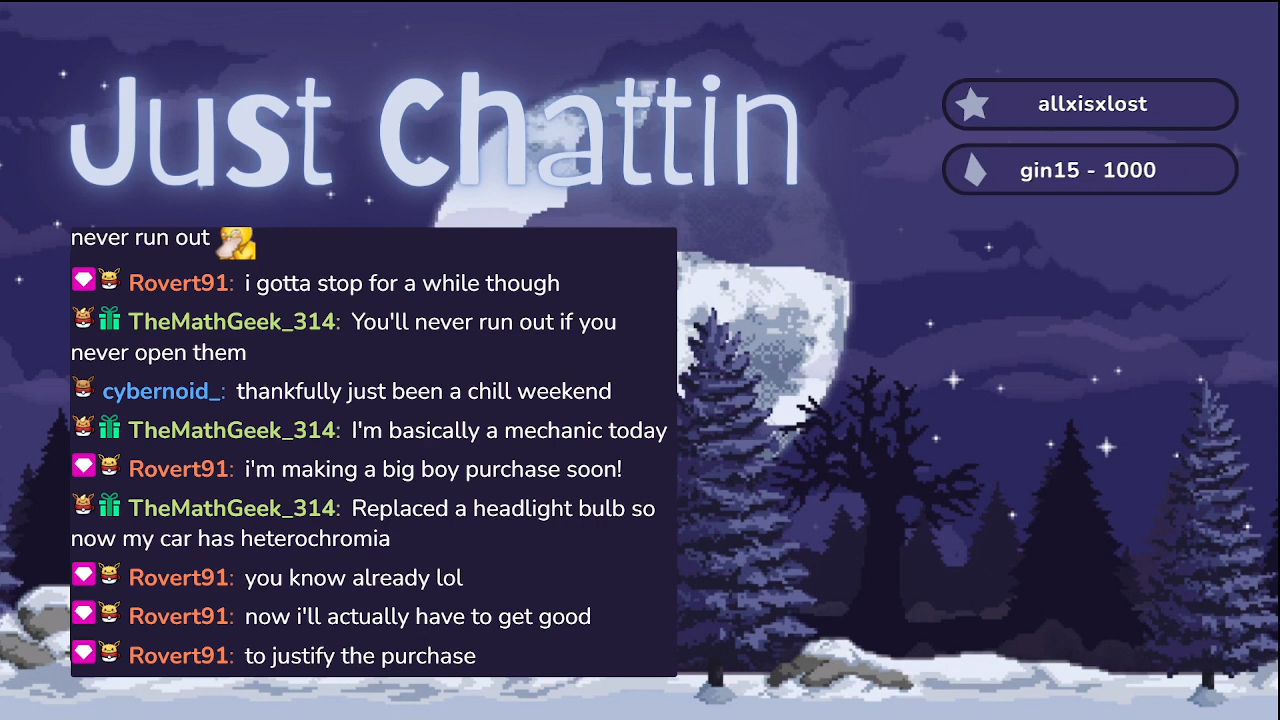 Just Chattin
allxisxlost
gin15 - 1000
never run out
Rovert91: i gotta stop for a while though
TheMathGeek_314: You'll never run out if you
never open them
cybernoid_: thankfully just been a chill weekend
TheMathGeek_314: I'm basically a mechanic today
Rovert91: i'm making a big boy purchase soon!
TheMathGeek_314: Replaced a headlight bulb so
now my car has heterochromia
Rovert91: you know already lol
Rovert91: now i'll actually have to get good
Rovert91: to justify the purchase